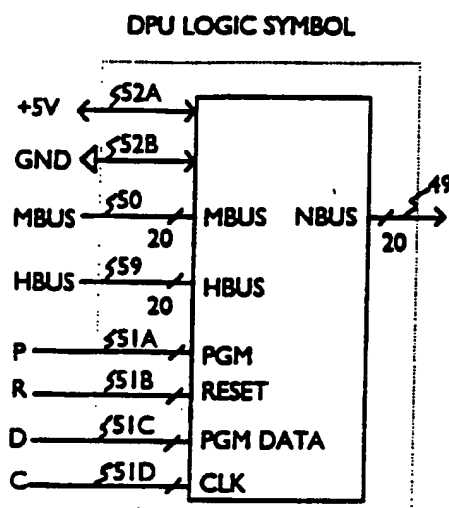 DPU LOGIC SYMBOL
+5V 52A
GND 52B
MBUS 50 20 MBUS NBUS 20 49
HBUS 59 20 HBUS
P 51A PGM
R 51B RESET
D 51C PGM DATA
C 51D CLK